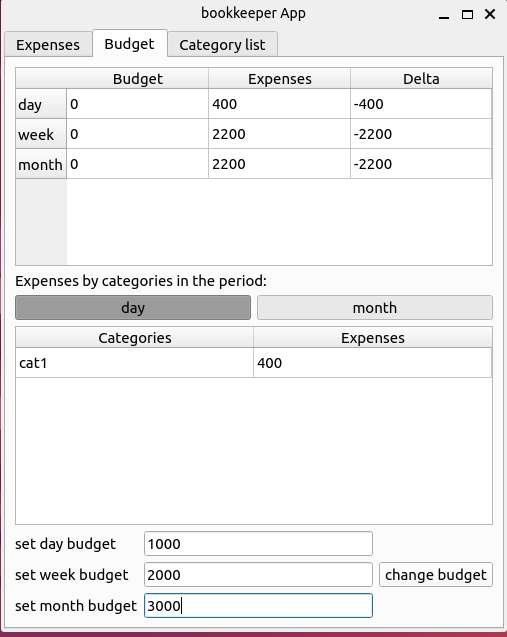 bookkeeper App
Expenses Budget Category list
Budget Expenses Delta
day 0 400 -400
week 0 2200 -2200
month 0 2200 -2200
Expenses by categories in the period:
day month
Categories Expenses
cat1 400
set day budget 1000
set week budget 2000 change budget
set month budget 3000